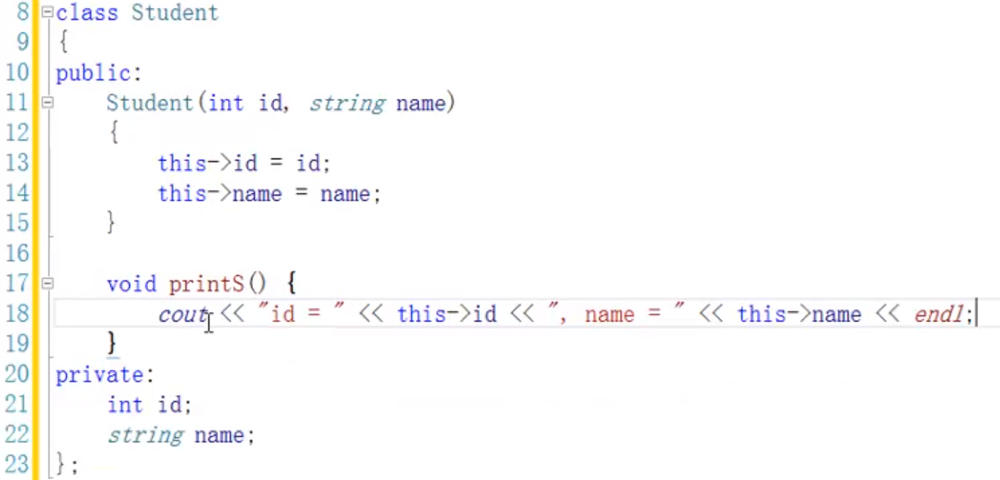 8 class Student
9 {
10 public:
11     Student(int id, string name)
12     {
13         this->id = id;
14         this->name = name;
15     }
16
17     void printS() {
18         cout << "id = " << this->id << ", name = " << this->name << endl;
19     }
20 private:
21     int id;
22     string name;
23 };